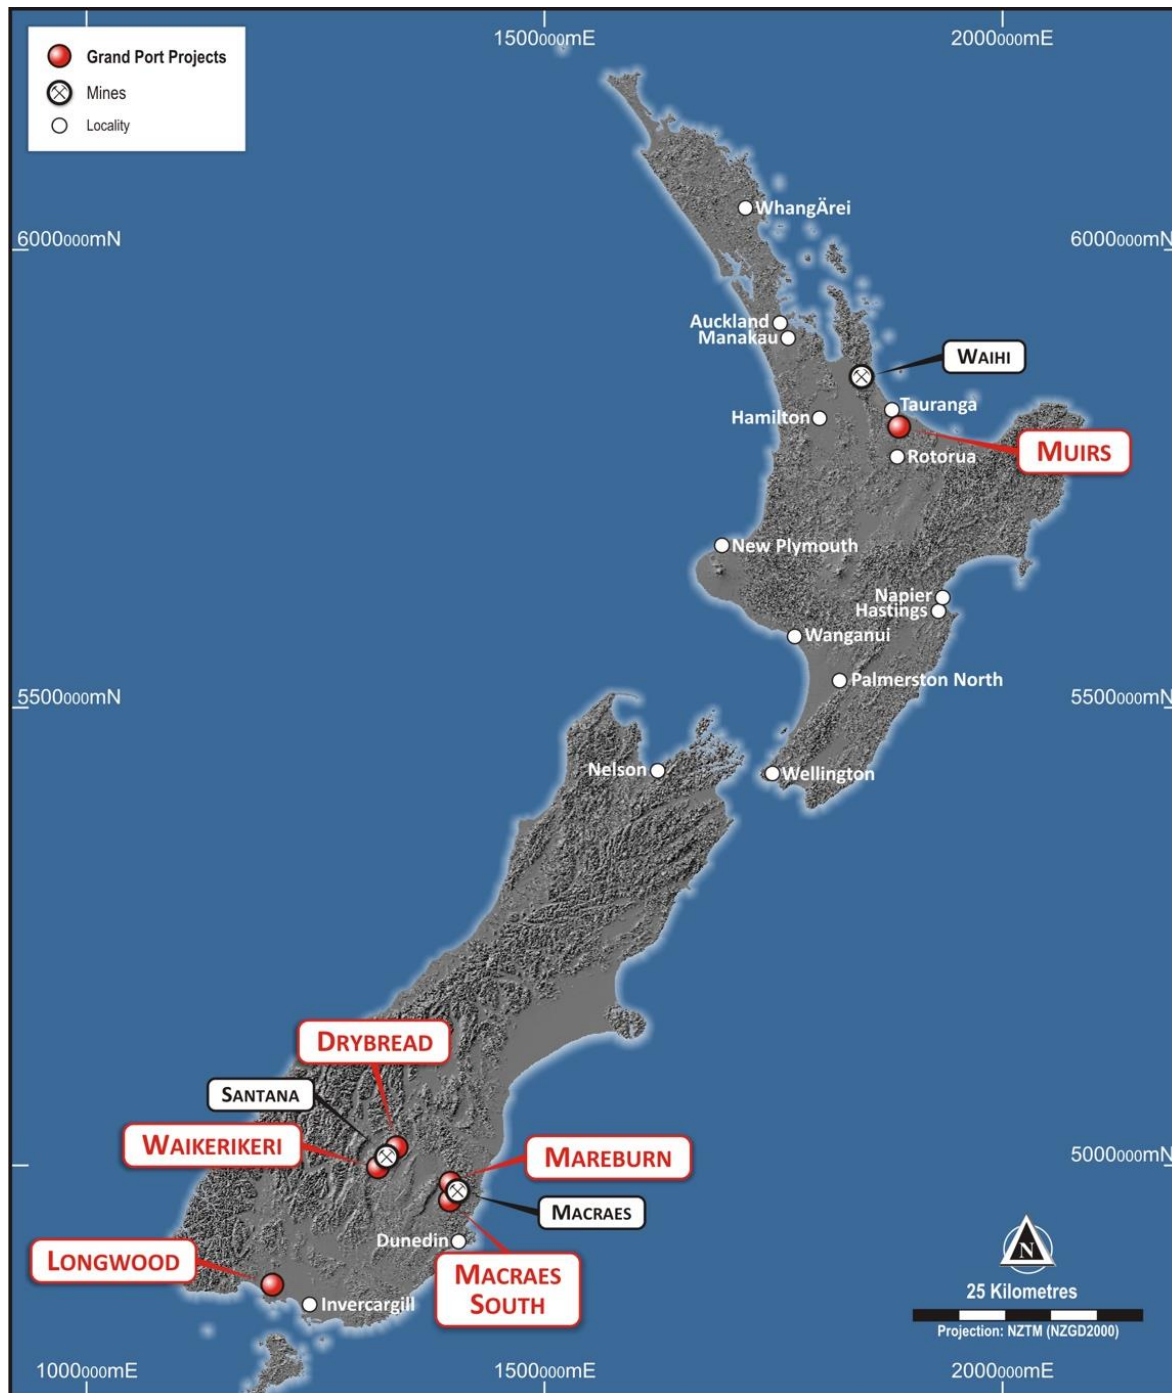 1500000mE
2000000mE
Grand Port Projects
Mines
Locality
WhangÄrei
6000000mN
6000000mN
Auckland
Manakau
WAIHI
Tauranga
Hamilton
MUIRS
Rotorua
New Plymouth
Napier
Hastings
Wanganui
Palmerston North
5500000mN
5500000mN
Nelson
Wellington
DRYBREAD
SANTANA
WAIKERIKERI
MAREBURN
5000000mN
MACRAES
Dunedin
LONGWOOD
MACRAES
SOUTH
N
25 Kilometres
Invercargill
Projection: NZTM (NZGD2000)
1000000mE
1500000mE
2000000mE